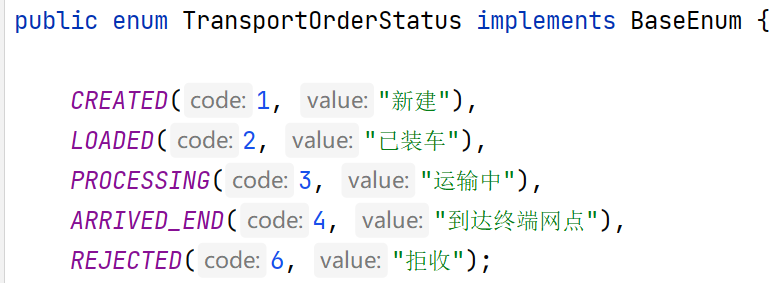 public enum TransportOrderStatus implements BaseEnum {
CREATED( code: 1, value: "新建"),
LOADED( code: 2, value: "已装车"),
PROCESSING( code: 3, value: "运输中"),
ARRIVED_END( code: 4, value: "到达终端网点"),
REJECTED( code: 6, value: "拒收");